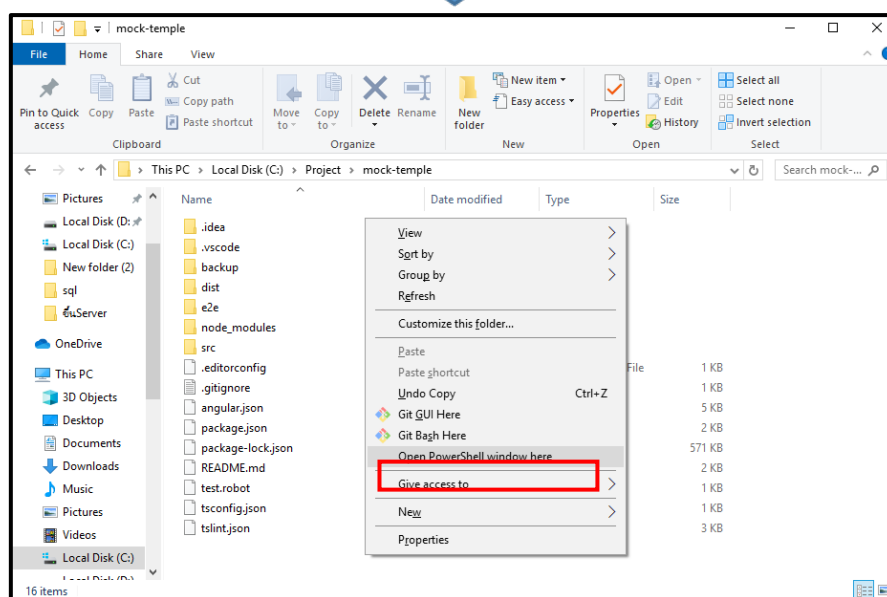 mock-temple
File Home Share View
Pin to Quick access
Copy
Paste
Cut
Copy path
Paste shortcut
Move to
Copy to
Delete
Rename
New folder
New item
Easy access
Properties
Open
Edit
History
Select all
Select none
Invert selection
Clipboard Organize New Open Select
This PC > Local Disk (C:) > Project > mock-temple
Search mock-...
Name Date modified Type Size
Pictures
Local Disk (D:
Local Disk (C:)
New folder (2)
sql
ขึ้นServer
OneDrive
This PC
3D Objects
Desktop
Documents
Downloads
Music
Pictures
Videos
Local Disk (C:)
.idea
.vscode
backup
dist
e2e
node_modules
src
.editorconfig File 1 KB
.gitignore 1 KB
angular.json 5 KB
package.json 2 KB
package-lock.json 571 KB
README.md 2 KB
test.robot 1 KB
tsconfig.json 1 KB
tslint.json 3 KB
View
Sort by
Group by
Refresh
Customize this folder...
Paste
Paste shortcut
Undo Copy Ctrl+Z
Git GUI Here
Git Bash Here
Open PowerShell window here
Give access to
New
Properties
16 items